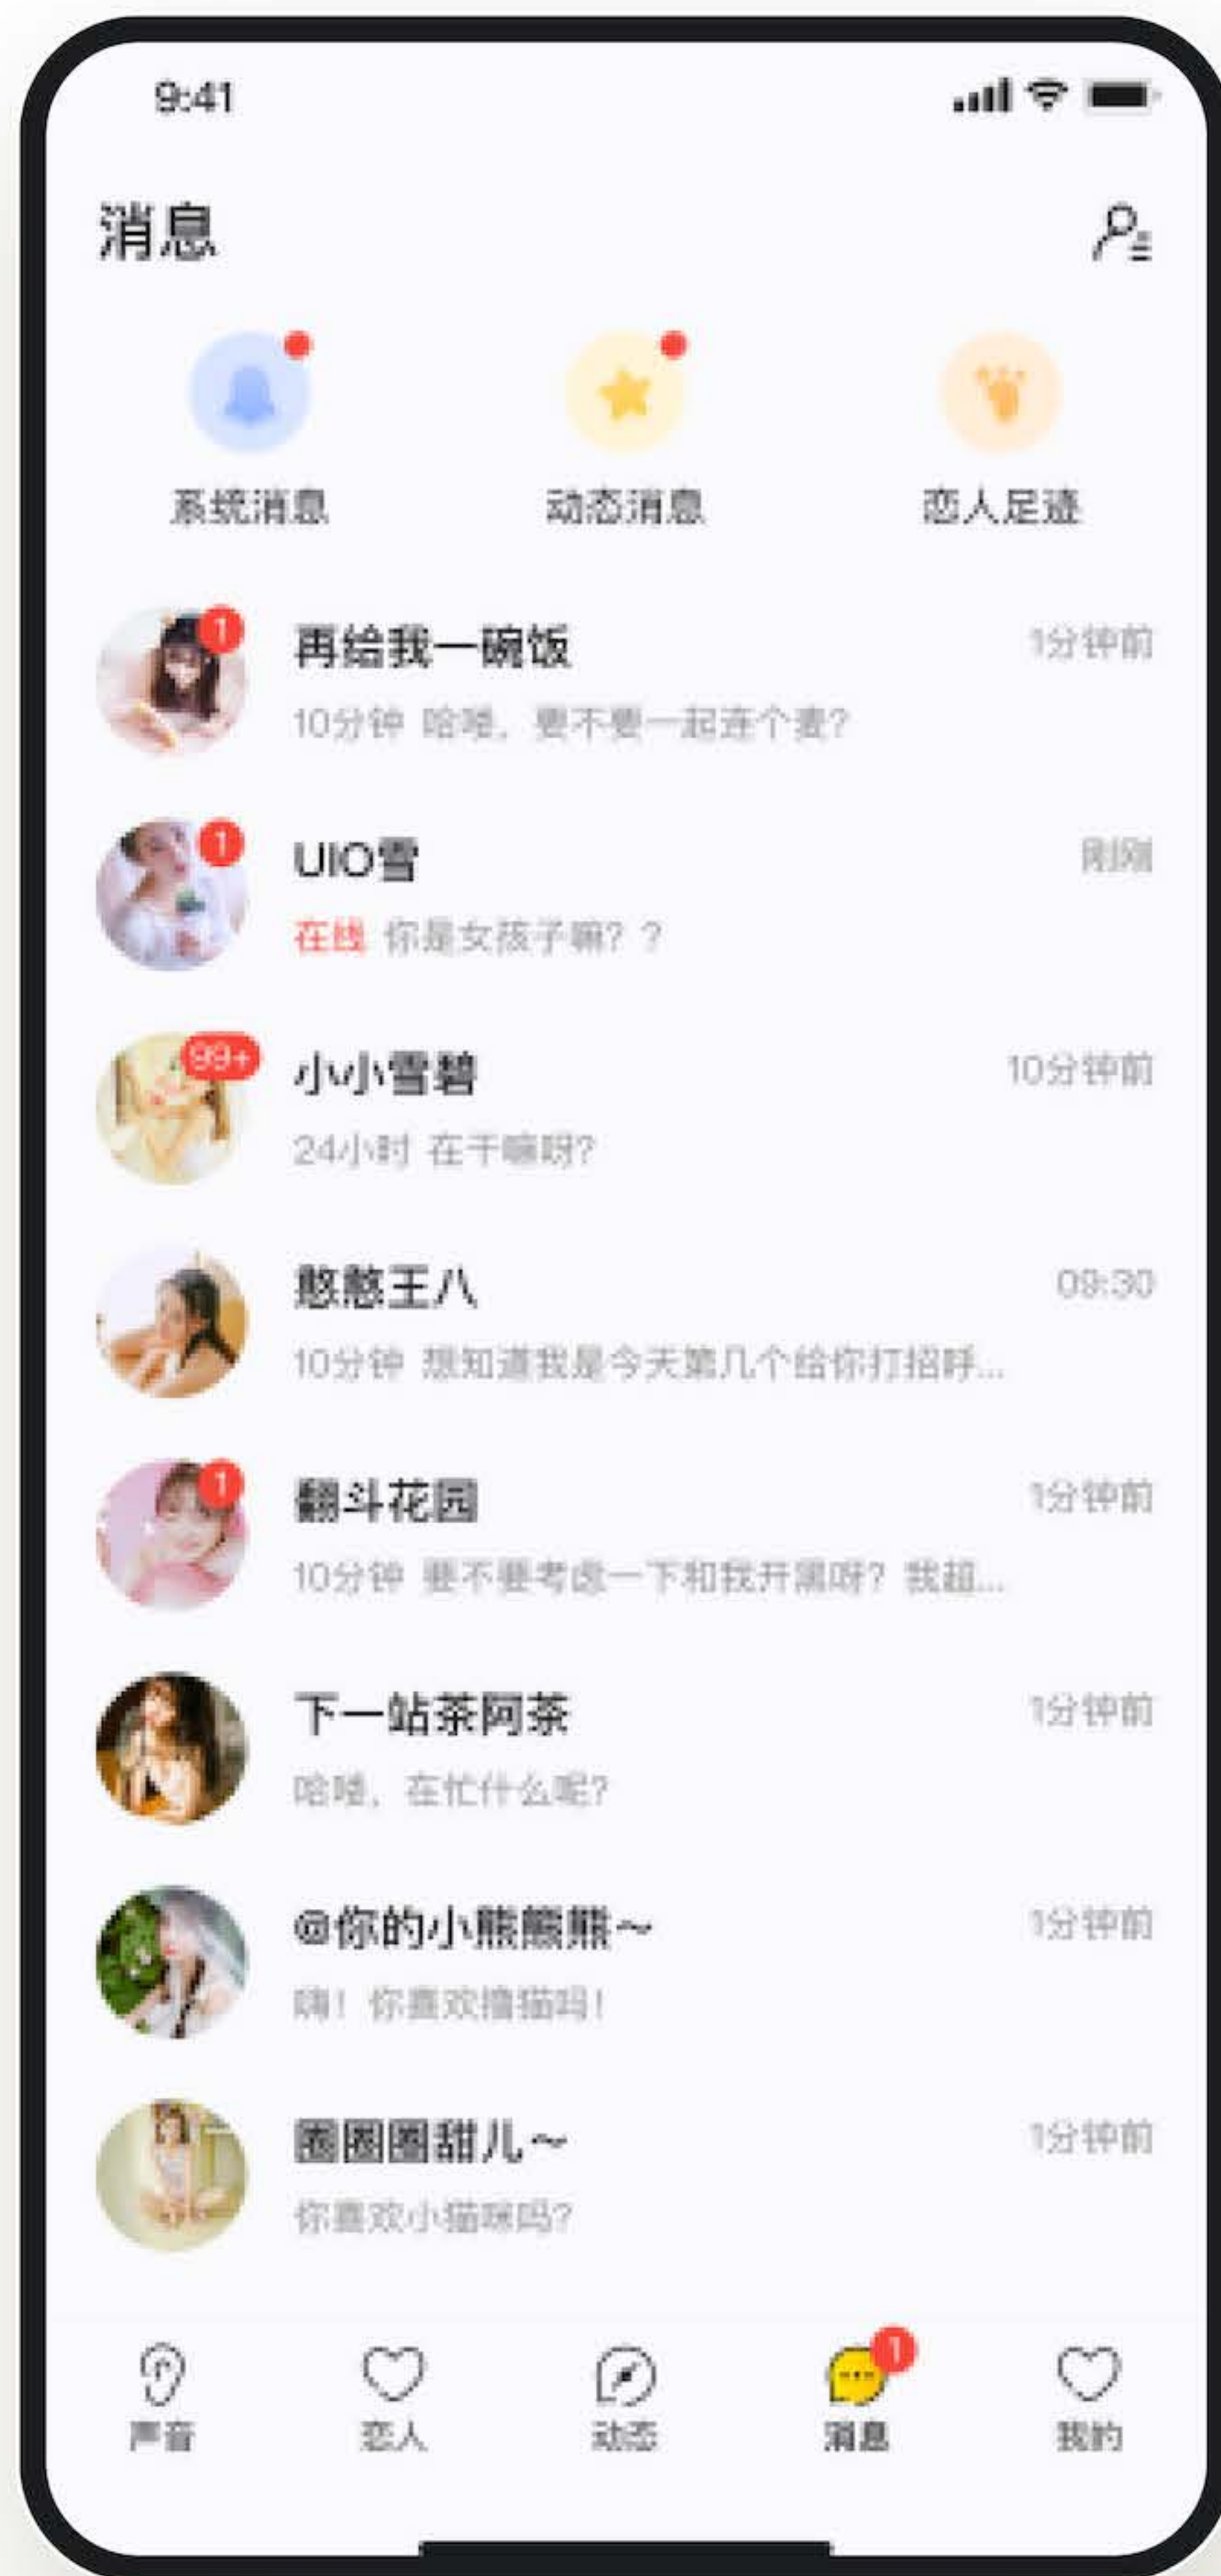 9:41
消息
系统消息 动态消息 恋人足迹
1
再给我一碗饭 1分钟前
10分钟 哈喽，要不要一起连个麦？
1
UIO雪 刚刚
在线 你是女孩子嘛？？
99+
小小雪碧 10分钟前
24小时 在干嘛呀？
憨憨王八 09:30
10分钟 想知道我是今天第几个给你打招呼...
1
翻斗花园 1分钟前
10分钟 要不要考虑一下和我开黑呀？我超...
下一站茶阿茶 1分钟前
哈喽，在忙什么呢？
@你的小熊熊熊～ 1分钟前
嗨！你喜欢撸猫吗！
圈圈圈甜儿～ 1分钟前
你喜欢小猫咪吗？
1
声音 恋人 动态 消息 我的